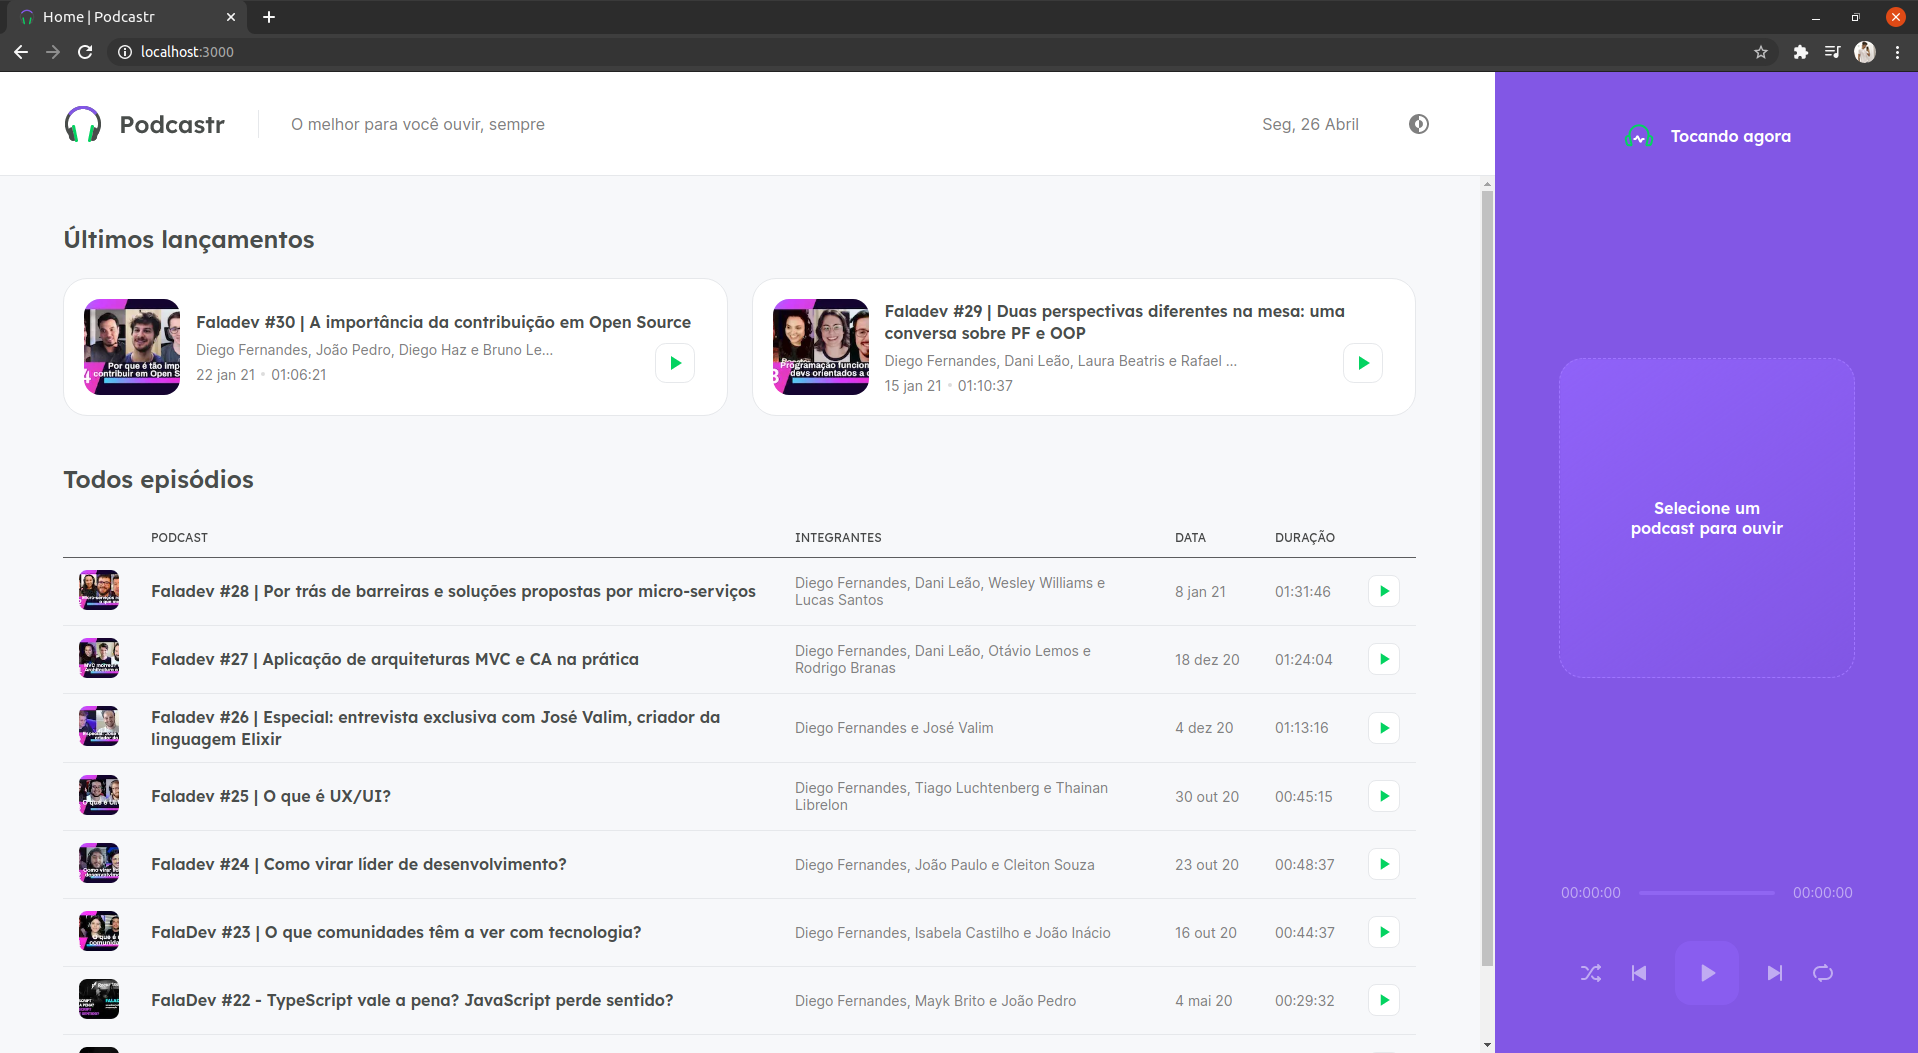 Home | Podcastr
localhost:3000
Podcastr
O melhor para você ouvir, sempre
Seg, 26 Abril
Tocando agora
Últimos lançamentos
Faladev #30 | A importância da contribuição em Open Source
Diego Fernandes, João Pedro, Diego Haz e Bruno Le...
22 jan 21 • 01:06:21
Faladev #29 | Duas perspectivas diferentes na mesa: uma
conversa sobre PF e OOP
Diego Fernandes, Dani Leão, Laura Beatris e Rafael ...
15 jan 21 • 01:10:37
Selecione um
podcast para ouvir
Todos episódios
PODCAST INTEGRANTES DATA DURAÇÃO
Faladev #28 | Por trás de barreiras e soluções propostas por micro-serviços
Diego Fernandes, Dani Leão, Wesley Williams e
Lucas Santos
8 jan 21
01:31:46
Faladev #27 | Aplicação de arquiteturas MVC e CA na prática
Diego Fernandes, Dani Leão, Otávio Lemos e
Rodrigo Branas
18 dez 20
01:24:04
Faladev #26 | Especial: entrevista exclusiva com José Valim, criador da
linguagem Elixir
Diego Fernandes e José Valim
4 dez 20
01:13:16
Faladev #25 | O que é UX/UI?
Diego Fernandes, Tiago Luchtenberg e Thainan
Librelon
30 out 20
00:45:15
Faladev #24 | Como virar líder de desenvolvimento?
Diego Fernandes, João Paulo e Cleiton Souza
23 out 20
00:48:37
FalaDev #23 | O que comunidades têm a ver com tecnologia?
Diego Fernandes, Isabela Castilho e João Inácio
16 out 20
00:44:37
FalaDev #22 - TypeScript vale a pena? JavaScript perde sentido?
Diego Fernandes, Mayk Brito e João Pedro
4 mai 20
00:29:32
00:00:00
00:00:00